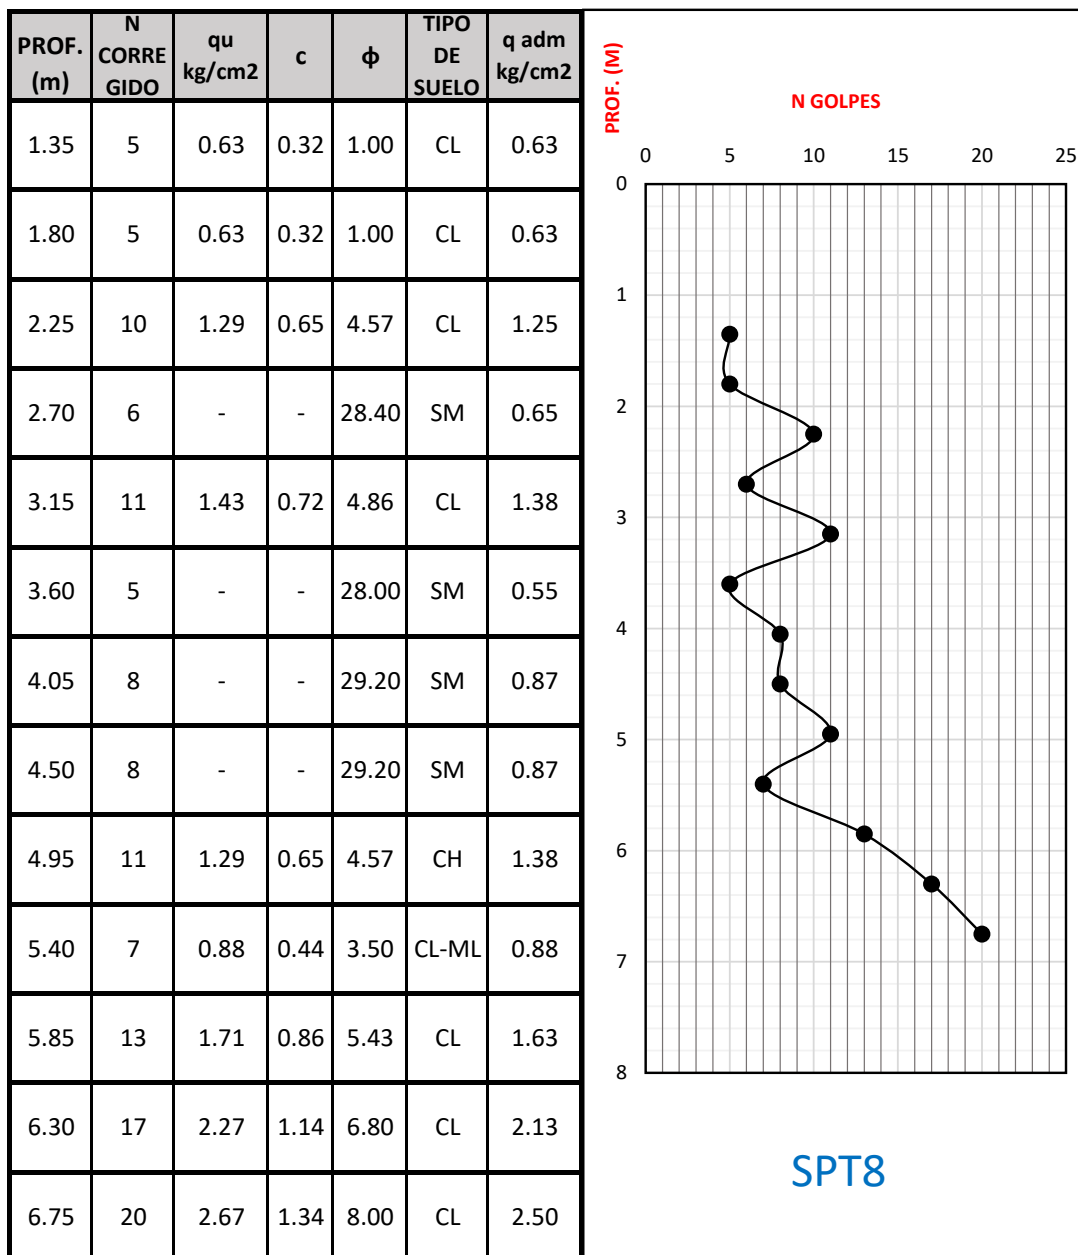 PROF. (m) N CORRE GIDO qu kg/cm2 c ϕ TIPO DE SUELO q adm kg/cm2
1.35 5 0.63 0.32 1.00 CL 0.63
1.80 5 0.63 0.32 1.00 CL 0.63
2.25 10 1.29 0.65 4.57 CL 1.25
2.70 6 - - 28.40 SM 0.65
3.15 11 1.43 0.72 4.86 CL 1.38
3.60 5 - - 28.00 SM 0.55
4.05 8 - - 29.20 SM 0.87
4.50 8 - - 29.20 SM 0.87
4.95 11 1.29 0.65 4.57 CH 1.38
5.40 7 0.88 0.44 3.50 CL-ML 0.88
5.85 13 1.71 0.86 5.43 CL 1.63
6.30 17 2.27 1.14 6.80 CL 2.13
6.75 20 2.67 1.34 8.00 CL 2.50
PROF. (M)
N GOLPES
0 5 10 15 20 25
0
1
2
3
4
5
6
7
8
SPT8